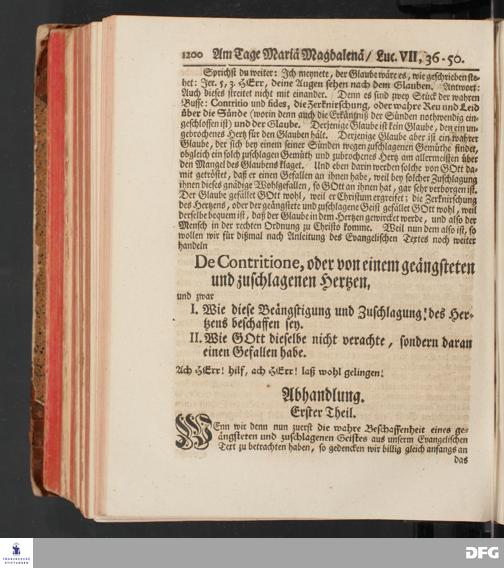 1200 Am Tage Mariä Magdalenä / Luc. VII, 36-50.
Sprichst du weiter: Ich meynete, der Glaube wäre es, wie geschrieben ste-
het: Jer. 5, 3. HErr, deine Augen sehen nach dem Glauben. Antwort:
Auch dieses streitet nicht mit einander. Denn es sind zwey Stück der wahren
Busse: Contritio und fides, die Zerknirschung, oder wahre Reu und Leid
über die Sünde (worin denn auch die Erkäntniß der Sünden nothwendig ein-
geschlossen ist) und der Glaube. Derjenige Glaube ist kein Glaube, den ein un-
gebrochenes Hertz für den Glauben hält. Derjenige Glaube aber ist ein wahrer
Glaube, der sich bey einem seiner Sünden wegen zuschlagenen Gemüthe findet,
obgleich ein solch zuschlagen Gemüth und zubrochenes Hertz am allermeisten über
den Mangel des Glaubens klaget. Und eben darin werden solche von GOtt da-
mit getröstet, daß er einen Gefallen an ihnen habe, weil bey solcher Zuschlagung
ihnen dieses gnädige Wohlgefallen, so GOtt an ihnen hat, gar sehr verborgen ist.
Der Glaube gefället GOtt wohl, weil er Christum ergreifet; die Zerknirschung
des Hertzens, oder der geängstete und zuschlagene Geist gefället GOtt wohl, weil
derselbe bequem ist, daß der Glaube in dem Hertzen gewircket werde, und also der
Mensch in der rechten Ordnung zu Christo komme. Weil nun dem also ist, so
wollen wir für dißmal nach Anleitung des Evangelischen Textes noch weiter
handeln
De Contritione, oder von einem geängsteten
und zuschlagenen Hertzen,
und zwar
I. Wie diese Beängstigung und Zuschlagung des Her-
tzens beschaffen sey.
II. Wie GOtt dieselbe nicht verachte, sondern daran
einen Gefallen habe.
Ach HErr! hilf, ach HErr! laß wohl gelingen!
Abhandlung.
Erster Theil.
WEnn wir denn nun zuerst die wahre Beschaffenheit eines ge-
ängsteten und zuschlagenen Geistes aus unserm Evangelischen
Text zu betrachten haben, so gedencken wir billig gleich anfangs an
das
FRANCKESCHE
STIFTUNGEN
DFG